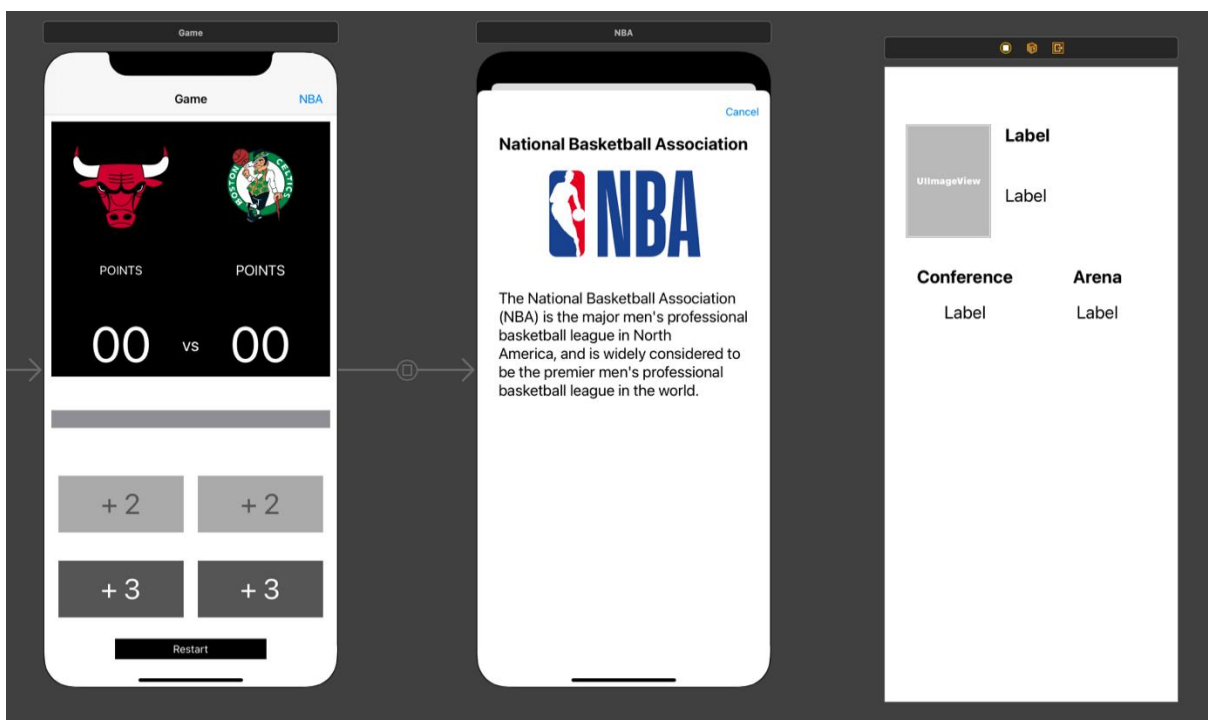 Game
Game
NBA
BOSTON
CELTICS
POINTS
POINTS
00
vs
00
+ 2
+ 2
+ 3
+ 3
Restart
NBA
Cancel
National Basketball Association
NBA
The National Basketball Association
(NBA) is the major men's professional
basketball league in North
America, and is widely considered to
be the premier men's professional
basketball league in the world.
UIImageView
Label
Label
Conference
Arena
Label
Label